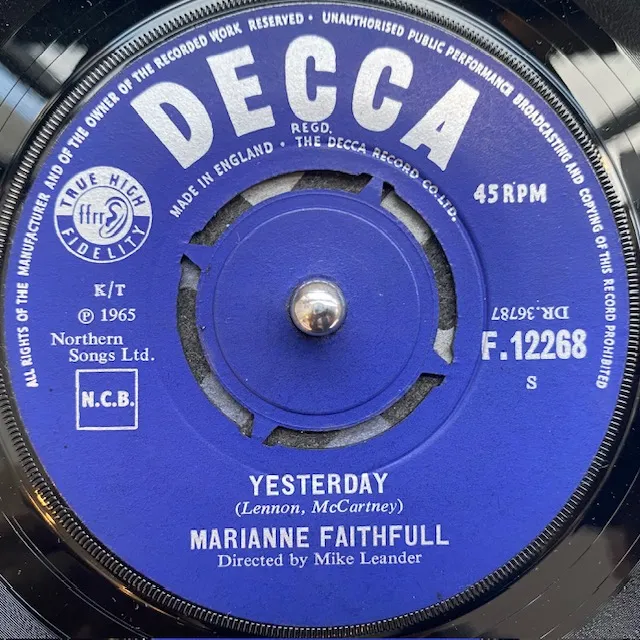 ALL RIGHTS OF THE MANUFACTURER AND OF THE OWNER OF THE RECORDED WORK RESERVED · UNAUTHORISED PUBLIC PERFORMANCE BROADCASTING AND COPYING OF THIS RECORD PROHIBITED
DECCA
REGD.
MADE IN ENGLAND · THE DECCA RECORD CO. LTD.
TRUE HIGH
ffrr
FIDELITY
45 RPM
K/T
℗ 1965
Northern
Songs Ltd.
N.C.B.
DR. 36787
F.12268
S
YESTERDAY
(Lennon, McCartney)
MARIANNE FAITHFULL
Directed by Mike Leander